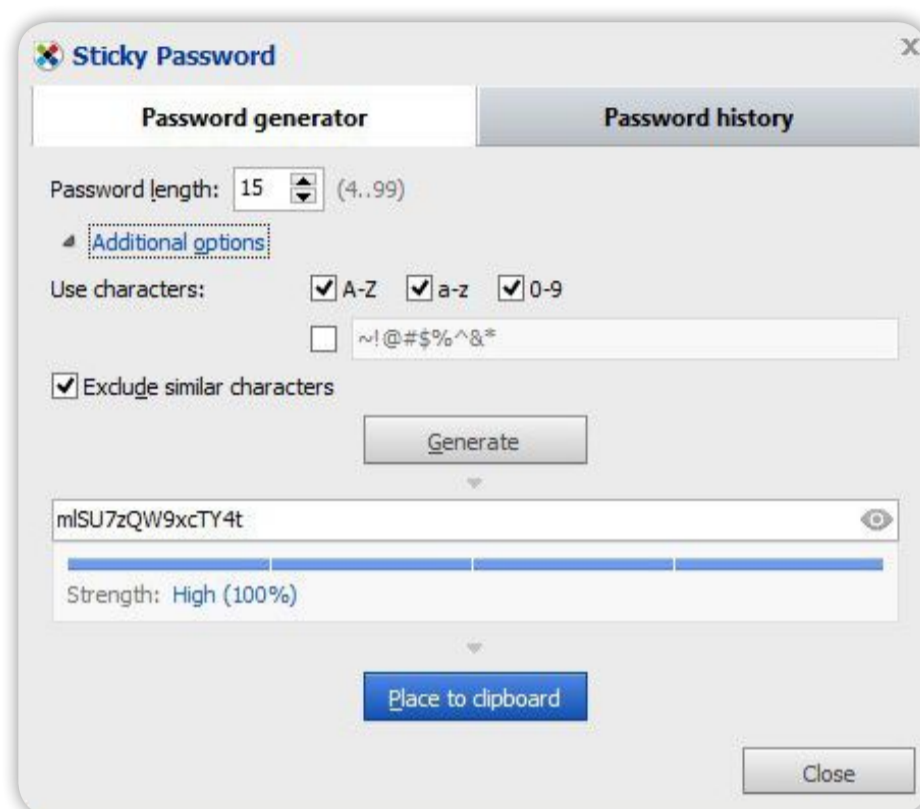 Sticky Password
x
Password generator Password history
Password length: 15 (4..99)
Additional options
Use characters: A-Z a-z 0-9
~!@#$%^&*
Exclude similar characters
Generate
mlSU7zQW9xcTY4t
Strength: High (100%)
Place to clipboard
Close